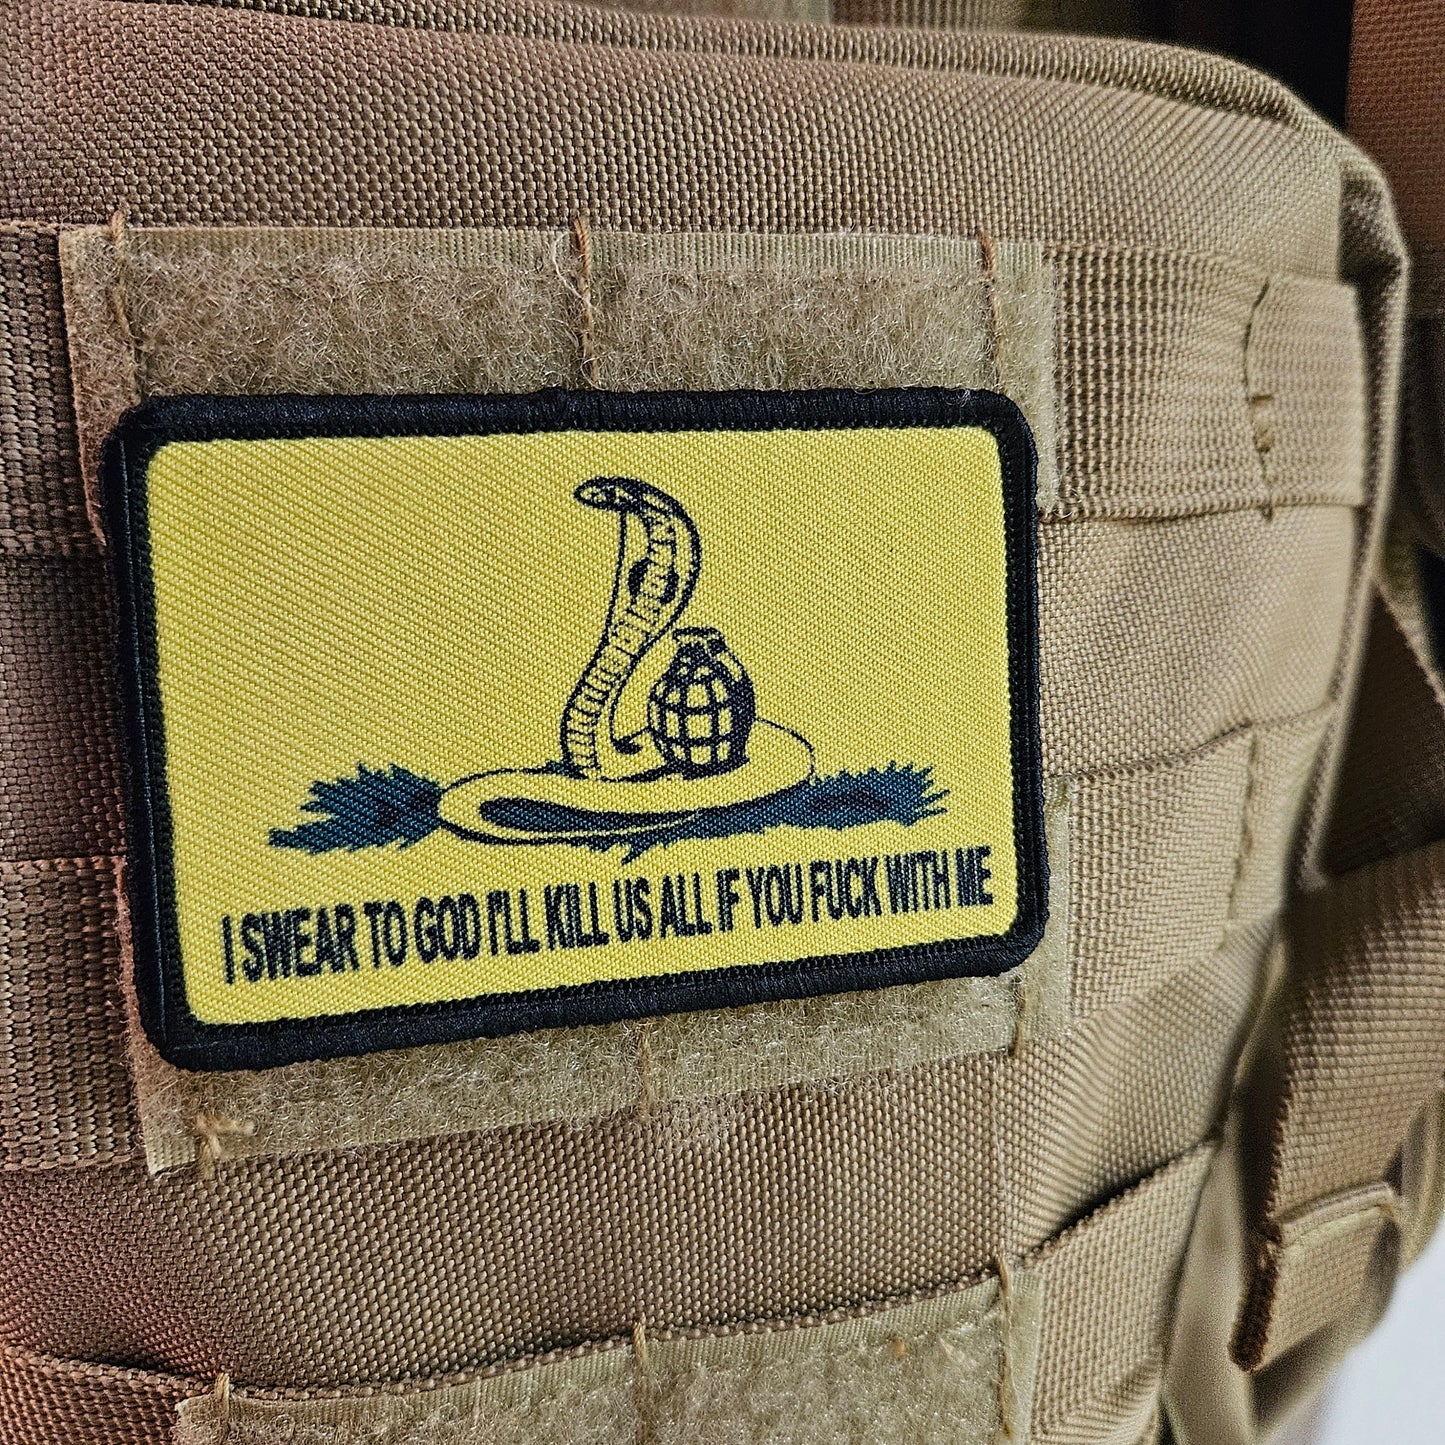 I SWEAR TO GOD I'LL KILL US ALL IF YOU FUCK WITH ME